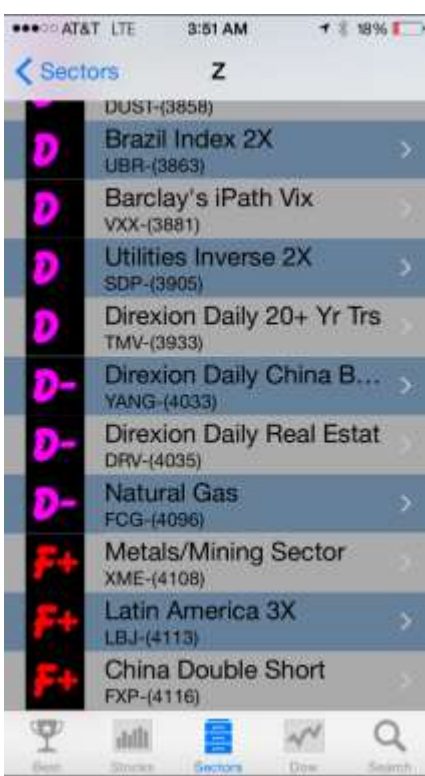 AT&T LTE 3:51 AM 18%
Sectors Z
DUST-(3858)
D Brazil Index 2X
UBR-(3863)
D Barclay's iPath Vix
VXX-(3881)
D Utilities Inverse 2X
SDP-(3905)
D Direxion Daily 20+ Yr Trs
TMV-(3933)
D- Direxion Daily China B...
YANG-(4033)
D- Direxion Daily Real Estat
DRV-(4035)
D- Natural Gas
FCG-(4096)
F+ Metals/Mining Sector
XME-(4108)
F+ Latin America 3X
LBJ-(4113)
F+ China Double Short
FXP-(4116)
Best Stocks Sectors Dow Search